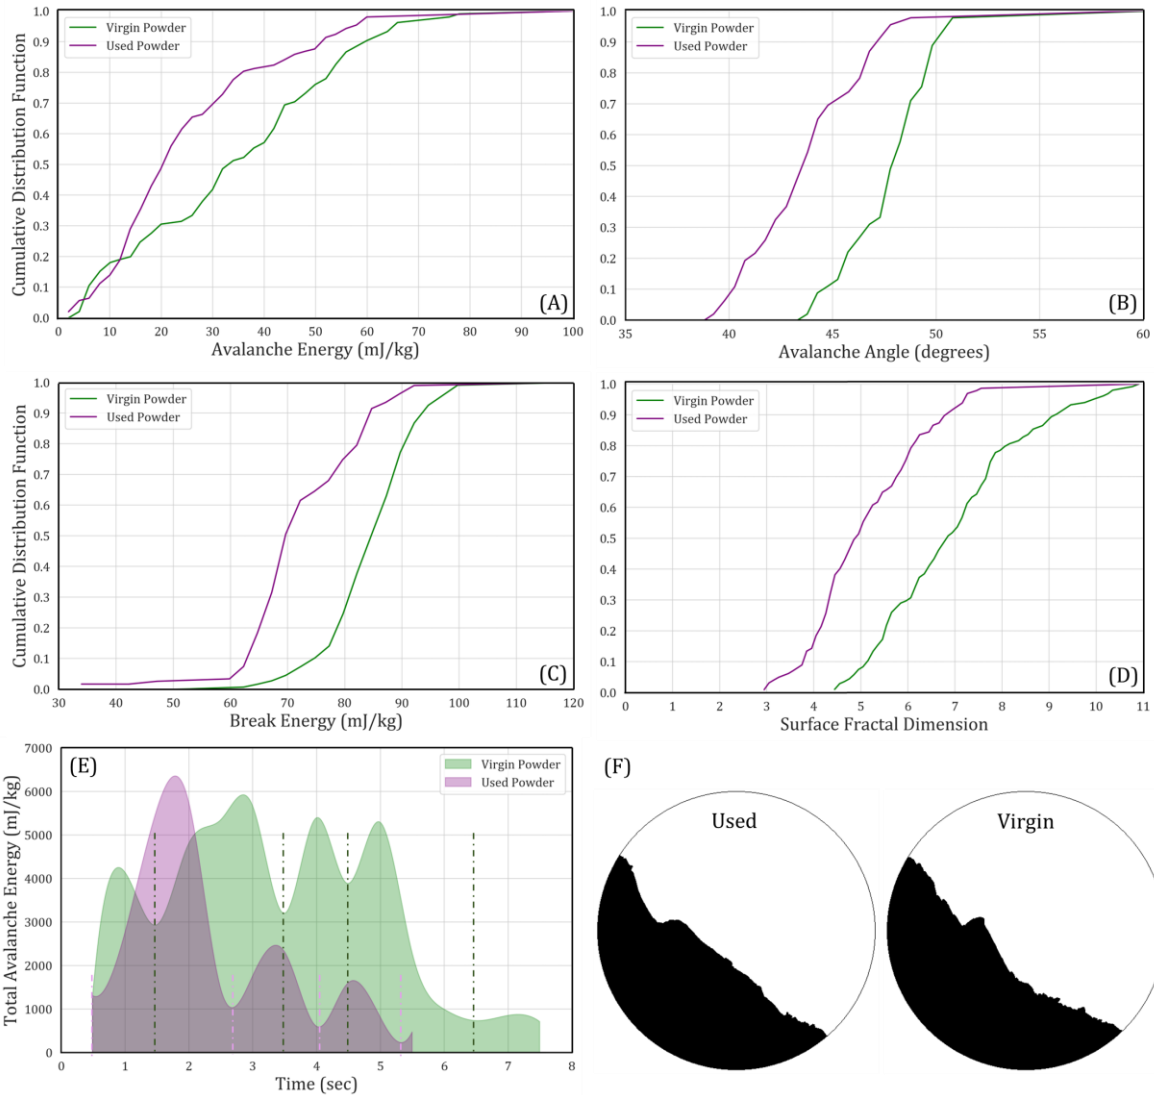 Cumulative Distribution Function
1.0
0.9
0.8
0.7
0.6
0.5
0.4
0.3
0.2
0.1
0.0
Virgin Powder
Used Powder
(A)
0 10 20 30 40 50 60 70 80 90 100
Avalanche Energy (mJ/kg)
1.0
0.9
0.8
0.7
0.6
0.5
0.4
0.3
0.2
0.1
0.0
Virgin Powder
Used Powder
(B)
35 40 45 50 55 60
Avalanche Angle (degrees)
Cumulative Distribution Function
1.0
0.9
0.8
0.7
0.6
0.5
0.4
0.3
0.2
0.1
0.0
Virgin Powder
Used Powder
(C)
30 40 50 60 70 80 90 100 110 120
Break Energy (mJ/kg)
1.0
0.9
0.8
0.7
0.6
0.5
0.4
0.3
0.2
0.1
0.0
Virgin Powder
Used Powder
(D)
0 1 2 3 4 5 6 7 8 9 10 11
Surface Fractal Dimension
Total Avalanche Energy (mJ/kg)
7000
6000
5000
4000
3000
2000
1000
0
(E)
Virgin Powder
Used Powder
0 1 2 3 4 5 6 7 8
Time (sec)
(F)
Used
Virgin